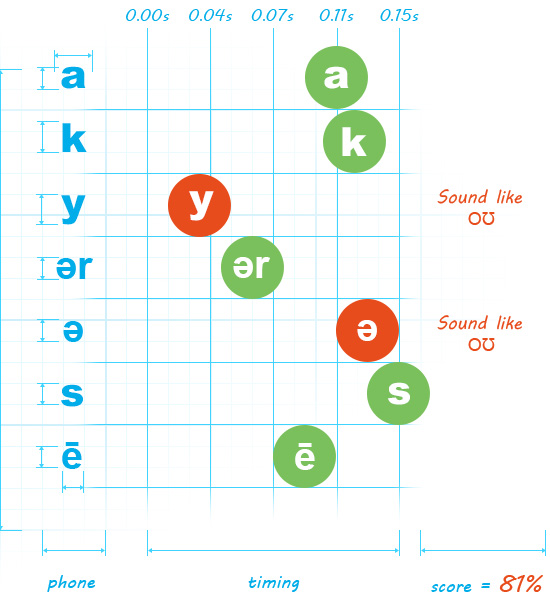 0.00s 0.04s 0.07s 0.11s 0.15s
a a
k k
y y Sound like
oʊ
ər ər
ə ə Sound like
oʊ
s s
ē ē
phone timing score = 81%